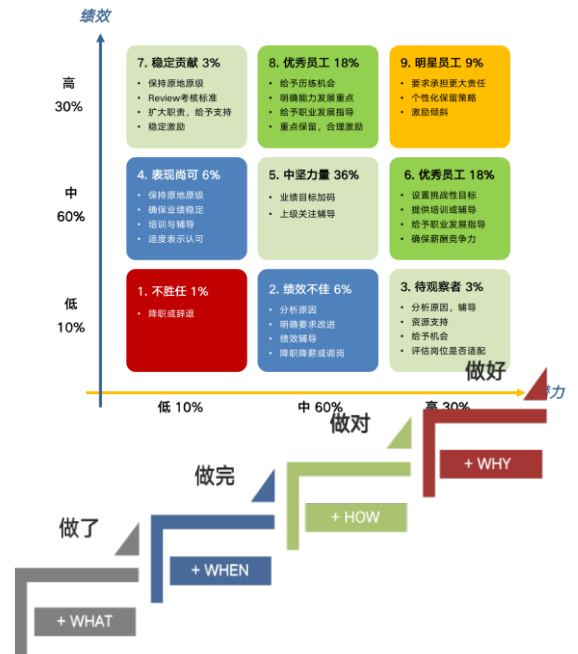 绩效
高
30%
7. 稳定贡献 3%
• 保持原地原级
• Review考核标准
• 扩大职责，给予支持
• 稳定激励
8. 优秀员工 18%
• 给予历练机会
• 明确能力发展重点
• 给予职业发展指导
• 重点保留，合理激励
9. 明星员工 9%
• 要求承担更大责任
• 个性化保留策略
• 激励倾斜
中
60%
4. 表现尚可 6%
• 保持原地原级
• 确保业绩稳定
• 培训与辅导
• 适度表示认可
5. 中坚力量 36%
• 业绩目标加码
• 上级关注辅导
6. 优秀员工 18%
• 设置挑战性目标
• 提供培训或辅导
• 给予职业发展指导
• 确保薪酬竞争力
低
10%
1. 不胜任 1%
• 降职或辞退
2. 绩效不佳 6%
• 分析原因
• 明确要求改进
• 绩效辅导
• 降职降薪或调岗
3. 待观察者 3%
• 分析原因，辅导
• 资源支持
• 给予机会
• 评估岗位是否适配
低 10%
中 60%
高 30%
力
做好
+ WHY
做对
+ HOW
做完
+ WHEN
做了
+ WHAT